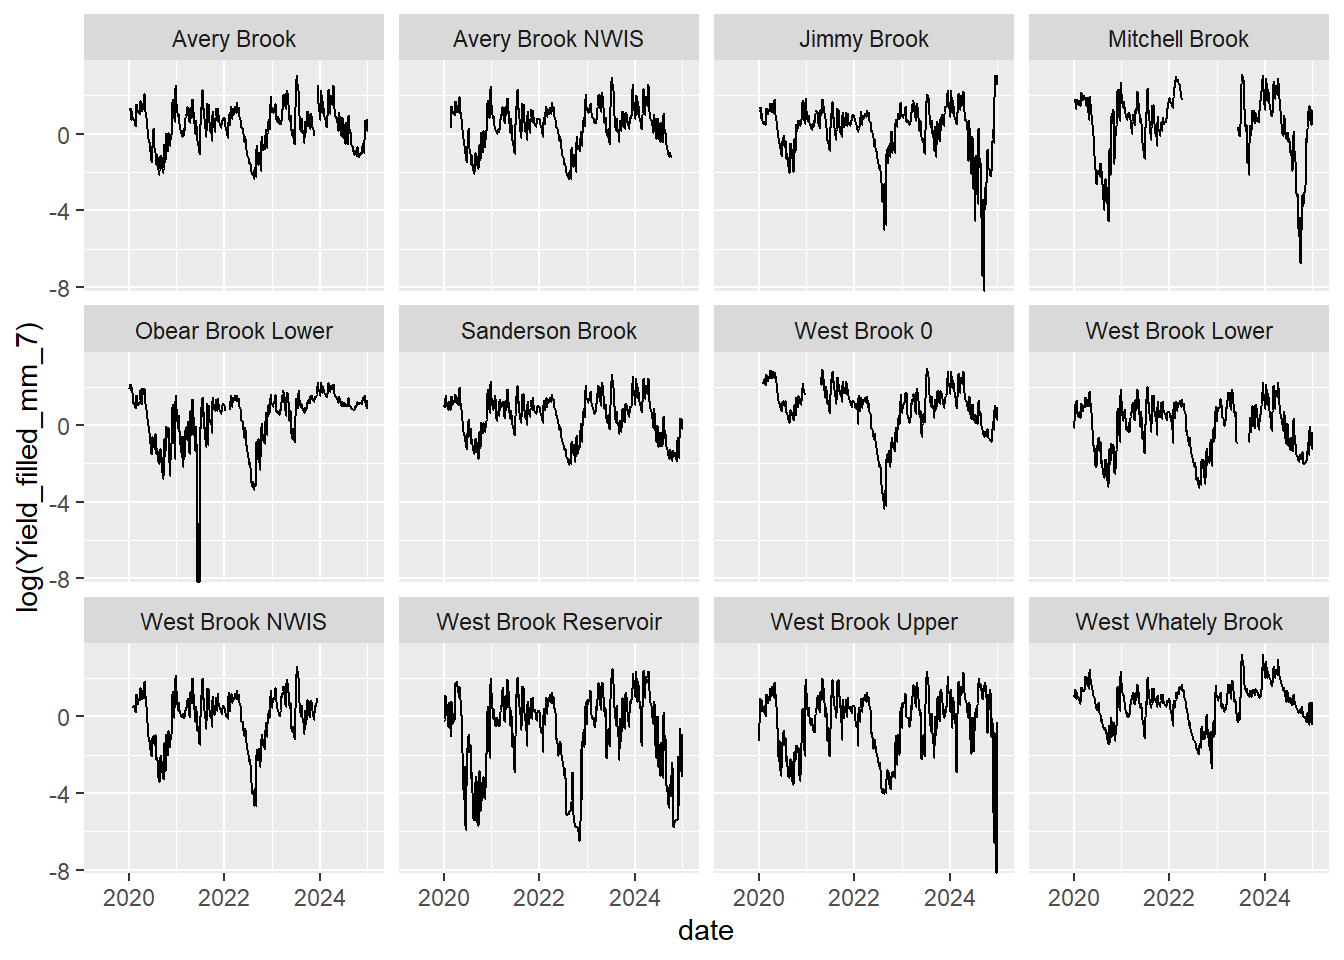 Avery Brook
Avery Brook NWIS
Jimmy Brook
Mitchell Brook
0
-4
-8
Obear Brook Lower
Sanderson Brook
West Brook 0
West Brook Lower
0
-4
-8
log(Yield_filled_mm_7)
West Brook NWIS
West Brook Reservoir
West Brook Upper
West Whately Brook
0
-4
-8
2020 2022 2024
2020 2022 2024
2020 2022 2024
2020 2022 2024
date